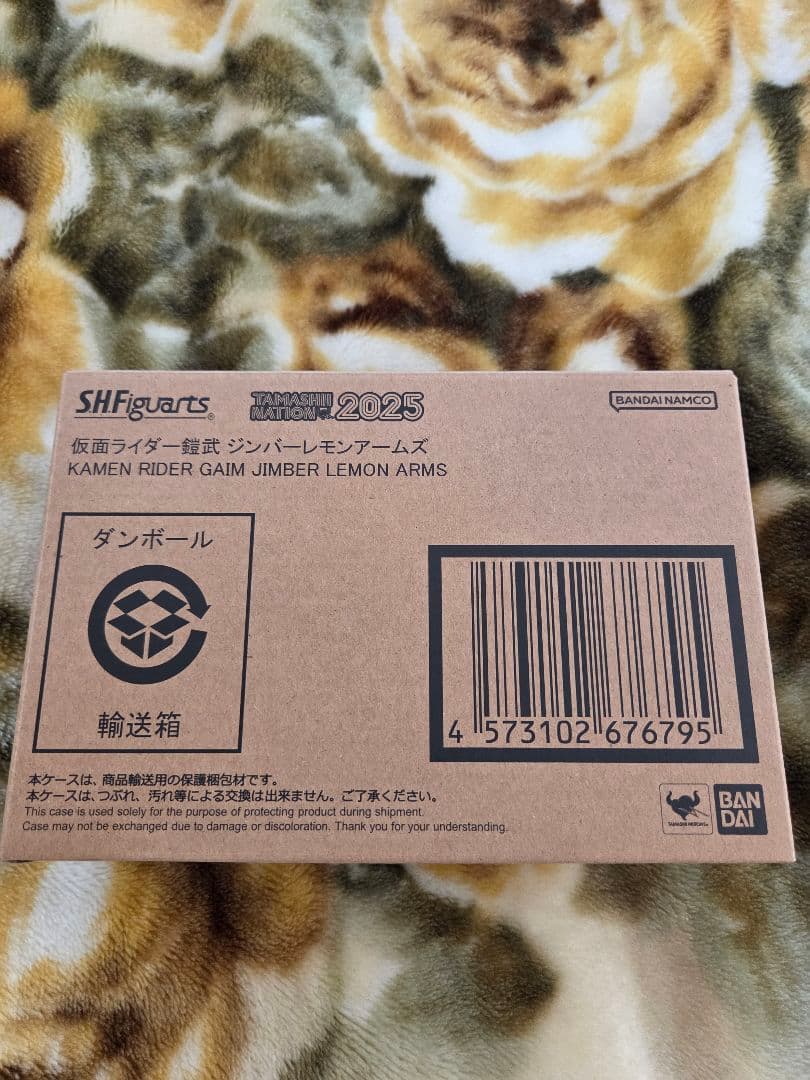 S.H.Figuarts®
TAMASHII NATION 2025
BANDAI NAMCO
仮面ライダー鎧武 ジンバーレモンアームズ
KAMEN RIDER GAIM JIMBER LEMON ARMS
ダンボール
輸送箱
4 573102 676795
本ケースは、商品輸送用の保護梱包材です。
本ケースは、つぶれ、汚れ等による交換は出来ません。ご了承ください。
This case is used solely for the purpose of protecting product during shipment.
Case may not be exchanged due to damage or discoloration. Thank you for your understanding.
BAN
DAI